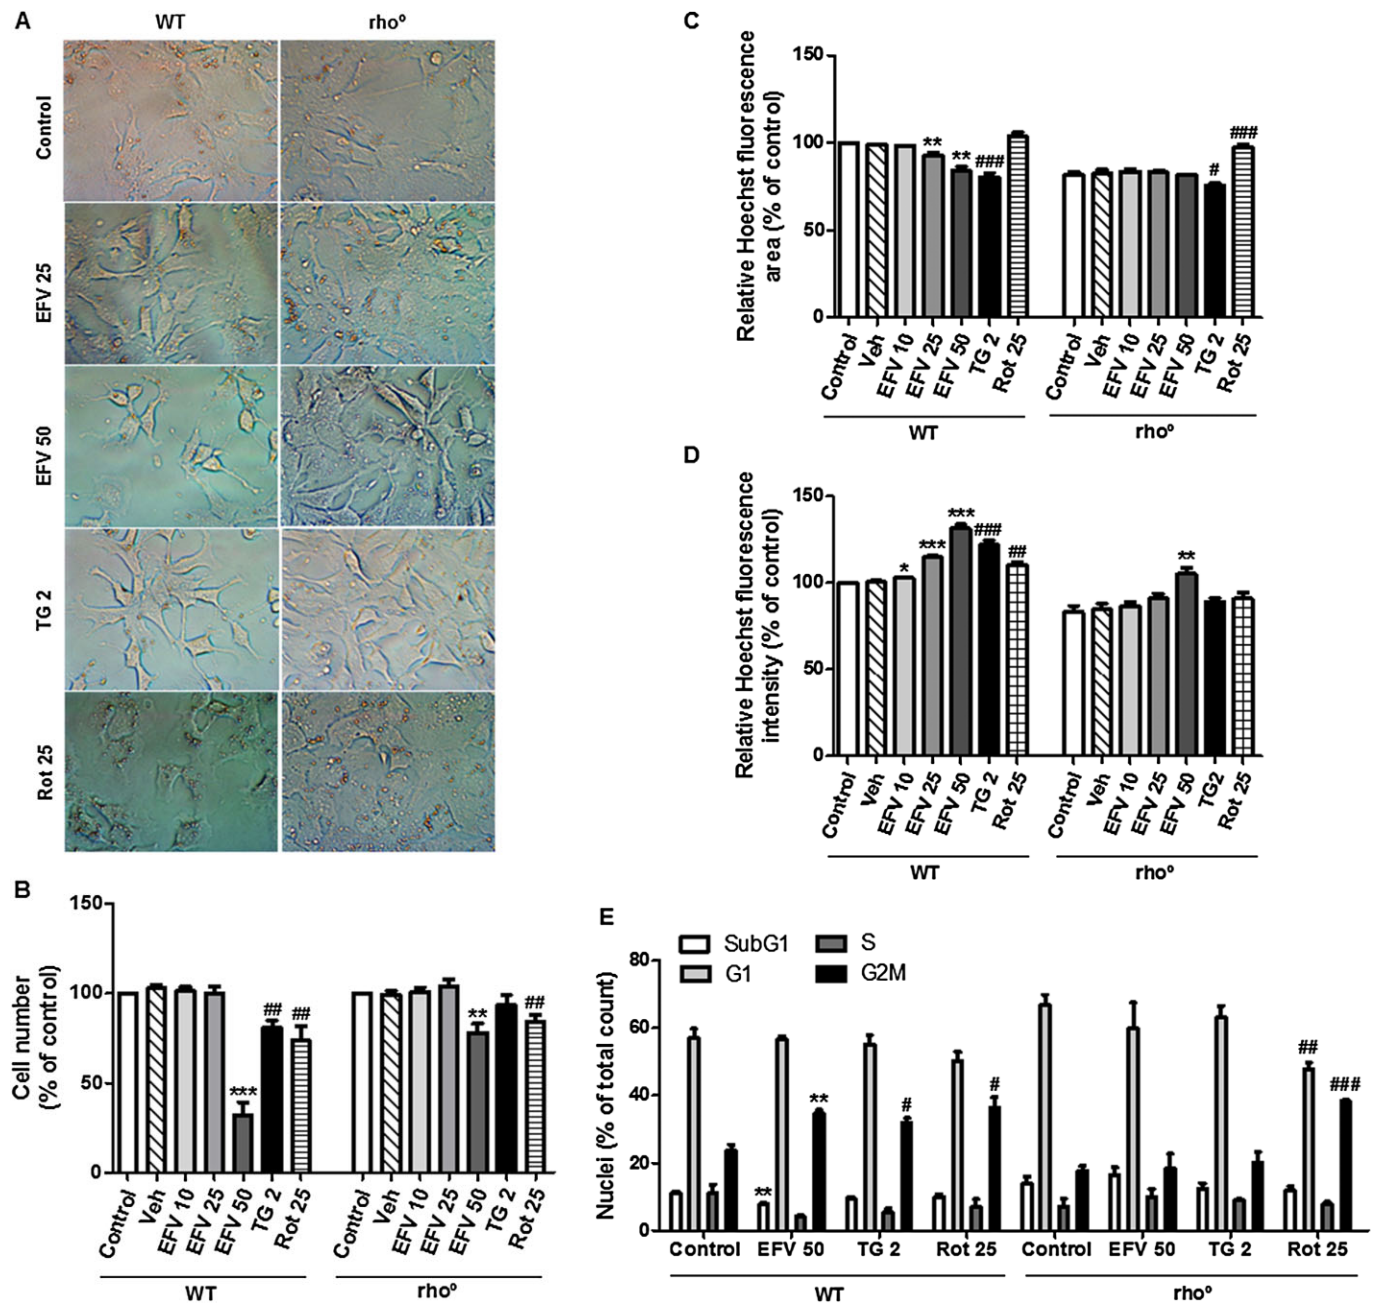 A
WT
rhoº
Control
EFV 25
EFV 50
TG 2
Rot 25
B
Cell number
(% of control)
150
100
50
0
***
##
##
**
##
Control
Veh
EFV 10
EFV 25
EFV 50
TG 2
Rot 25
Control
Veh
EFV 10
EFV 25
EFV 50
TG 2
Rot 25
WT
rhoº
C
Relative Hoechst fluorescence
area (% of control)
150
100
50
0
**
**
###
#
###
Control
Veh
EFV 10
EFV 25
EFV 50
TG 2
Rot 25
Control
Veh
EFV 10
EFV 25
EFV 50
TG 2
Rot 25
WT
rhoº
D
Relative Hoechst fluorescence
intensity (% of control)
150
100
50
0
*
***
***
###
##
**
Control
Veh
EFV 10
EFV 25
EFV 50
TG 2
Rot 25
Control
Veh
EFV 10
EFV 25
EFV 50
TG2
Rot 25
WT
rhoº
E
SubG1
S
G1
G2M
Nuclei (% of total count)
80
60
40
20
0
**
**
#
#
##
###
Control
EFV 50
TG 2
Rot 25
Control
EFV 50
TG 2
Rot 25
WT
rhoº